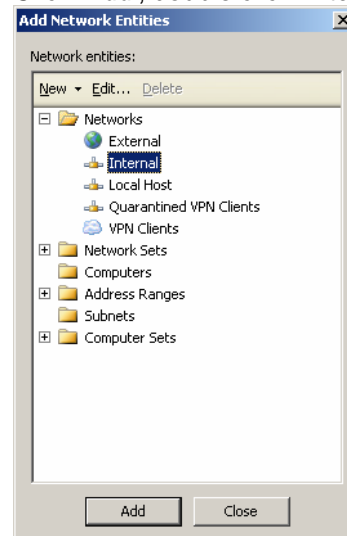 Add Network Entities
Network entities:
New Edit... Delete
Networks
External
Internal
Local Host
Quarantined VPN Clients
VPN Clients
Network Sets
Computers
Address Ranges
Subnets
Computer Sets
Add Close